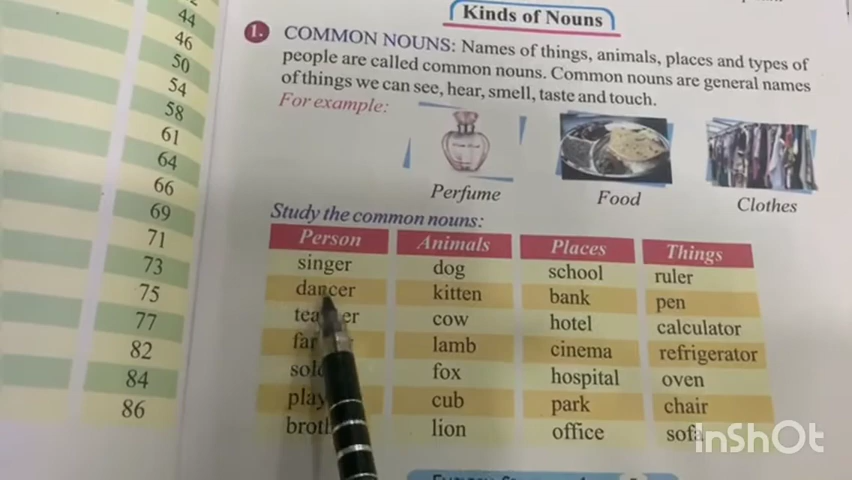 44
46
50
54
58
61
64
66
69
71
73
75
77
82
84
86
Kinds of Nouns
1. COMMON NOUNS: Names of things, animals, places and types of
people are called common nouns. Common nouns are general names
of things we can see, hear, smell, taste and touch.
For example:
Perfume Food Clothes
Study the common nouns:
Person Animals Places Things
singer dog school ruler
dancer kitten bank pen
cow hotel calculator
lamb cinema refrigerator
fox hospital oven
cub park chair
lion office sofa
InShOt